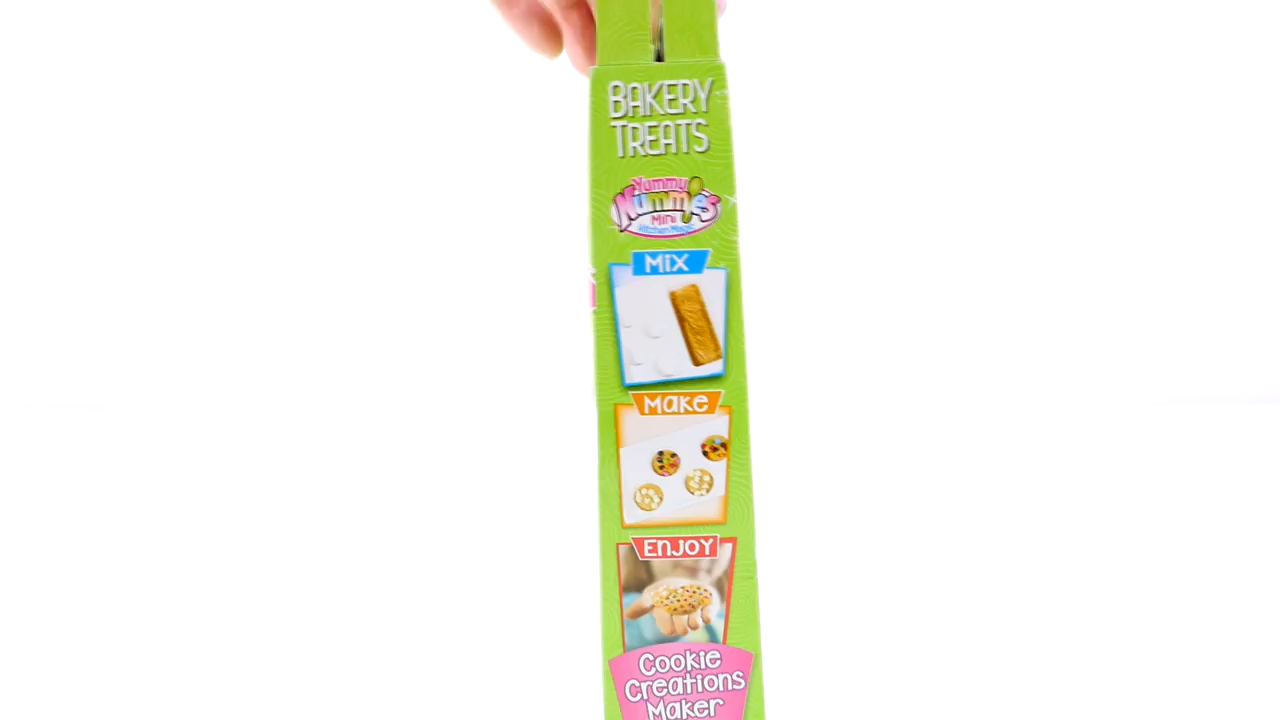 BAKERY
TREATS
Yummy
Nummies
Mini
Kitchen Magic
Mix
Make
Enjoy
Cookie
Creations
Maker